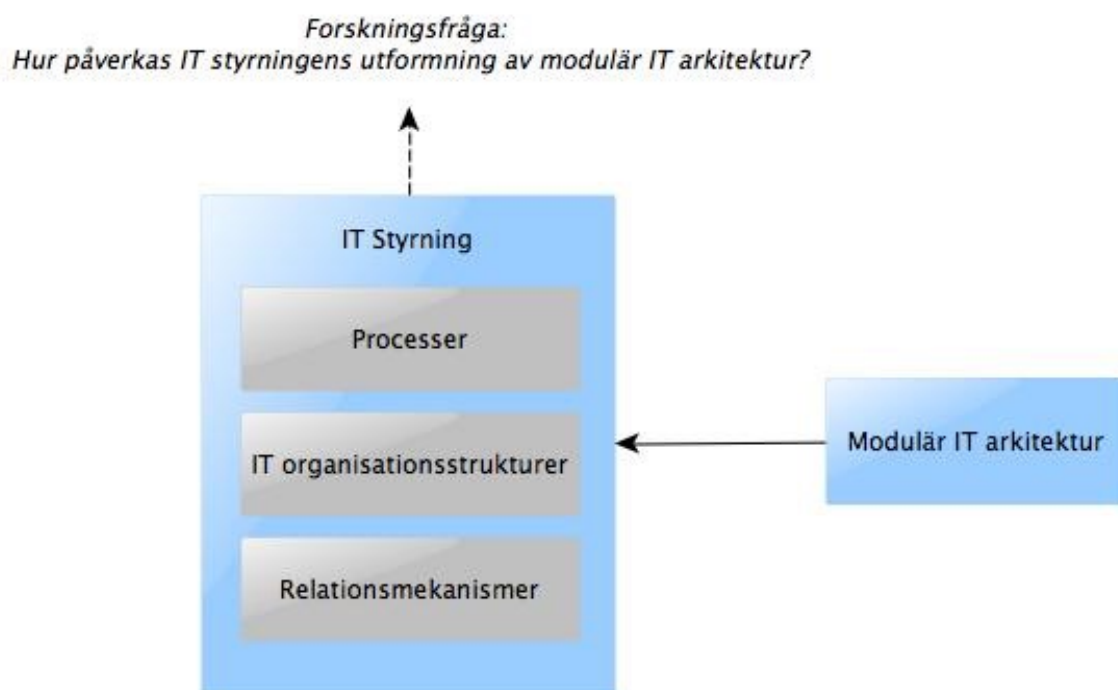 Forskningsfråga:
Hur påverkas IT styrningens utformning av modulär IT arkitektur?
IT Styrning
Processer
IT organisationsstrukturer
Relationsmekanismer
Modulär IT arkitektur